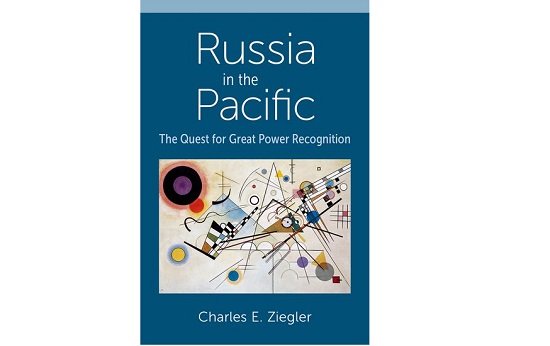 Russia
in the
Pacific
The Quest for Great Power Recognition
Charles E. Ziegler